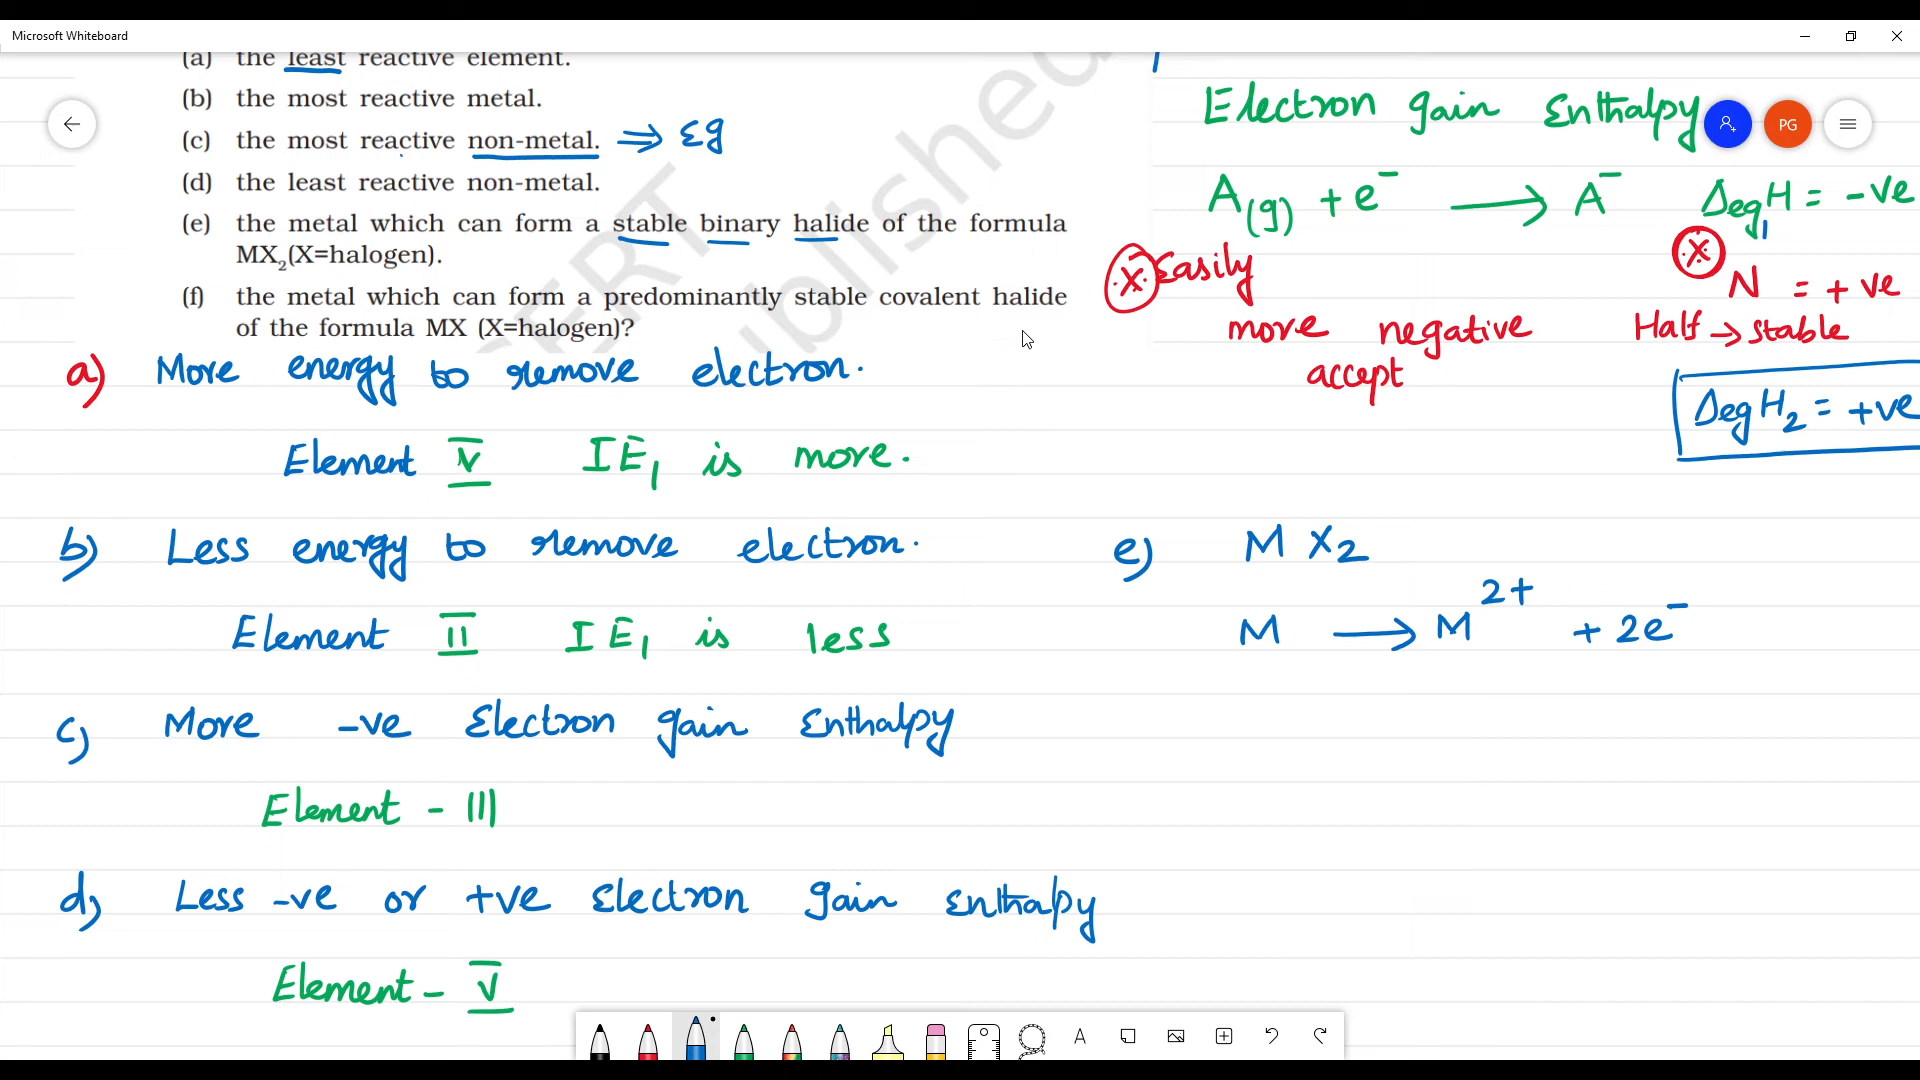 Microsoft Whiteboard
(a) the least reactive element.
(b) the most reactive metal.
(c) the most reactive non-metal. ⇒ Eg
(d) the least reactive non-metal.
(e) the metal which can form a stable binary halide of the formula
MX₂(X=halogen).
(f) the metal which can form a predominantly stable covalent halide
of the formula MX (X=halogen)?
a) More energy to remove electron.
Element V IE₁ is more.
b) Less energy to remove electron.
Element II IE₁ is less
c) More -ve Electron gain Enthalpy
Element - III
d) Less -ve or +ve Electron gain Enthalpy
Element - V
Electron gain Enthalpy
PG
A(g) + e⁻ → A⁻ ΔegH₁ = -ve
X Easily
X
N = +ve
more negative
accept
Half → stable
ΔegH₂ = +ve
e) M X₂
M → M²⁺ + 2e⁻
A